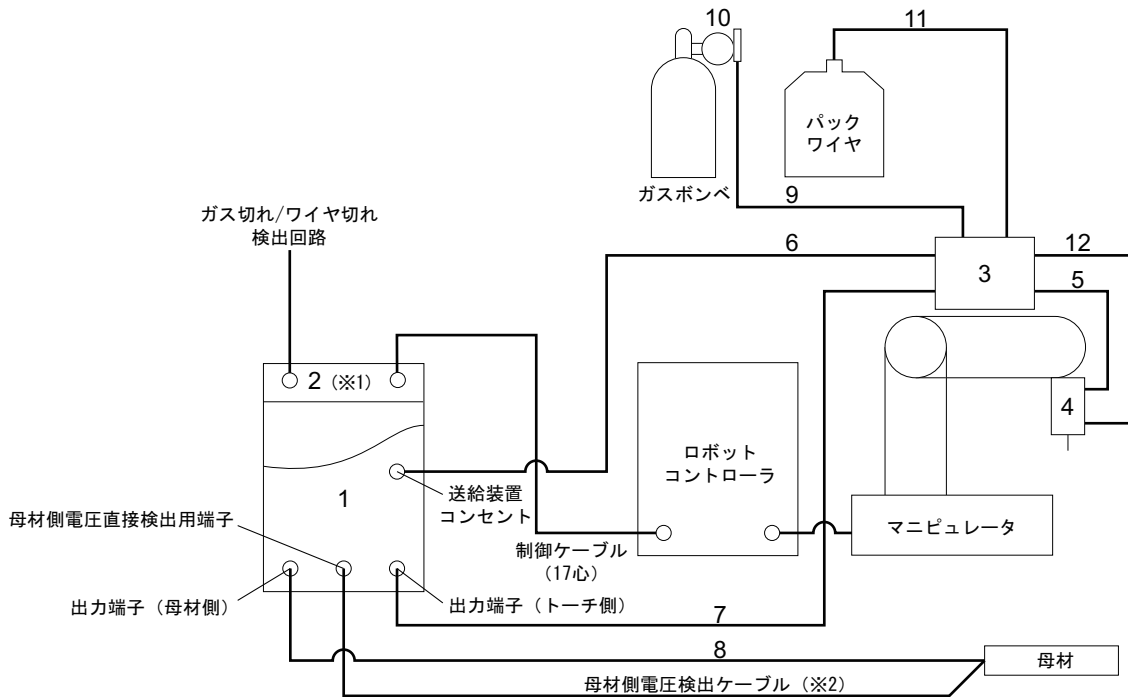 10
11
パック
ワイヤ
ガスボンベ
9
ガス切れ/ワイヤ切れ
検出回路
6
3
12
5
2（※1）
4
ロボット
コントローラ
送給装置
コンセント
1
母材側電圧直接検出用端子
マニピュレータ
制御ケーブル
（17心）
出力端子（母材側）
出力端子（トーチ側）
7
8
母材
母材側電圧検出ケーブル（※2）